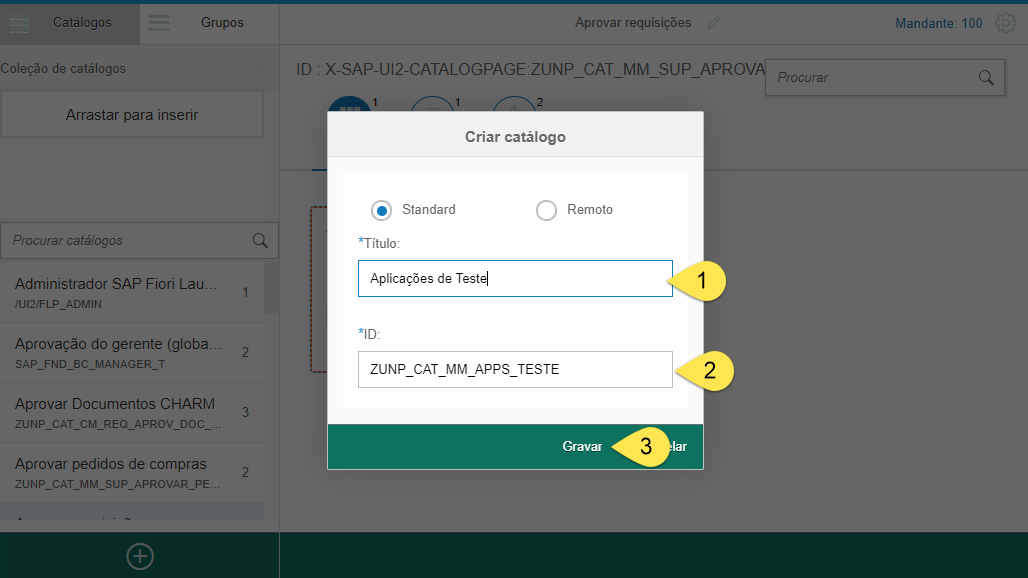 Catálogos
Grupos
Aprovar requisições
Mandante: 100
Coleção de catálogos
ID : X-SAP-UI2-CATALOGPAGE:ZUNP_CAT_MM_SUP_APROVA
Procurar
Arrastar para inserir
1
1
2
Criar catálogo
Standard
Remoto
*Título:
Procurar catálogos
Aplicações de Teste
1
Administrador SAP Fiori Lau...
1
/UI2/FLP_ADMIN
*ID:
Aprovação do gerente (globa...
2
SAP_FND_BC_MANAGER_T
ZUNP_CAT_MM_APPS_TESTE
2
Aprovar Documentos CHARM
3
ZUNP_CAT_CM_REQ_APROV_DOC_...
Gravar
3
elar
Aprovar pedidos de compras
2
ZUNP_CAT_MM_SUP_APROVAR_PE...